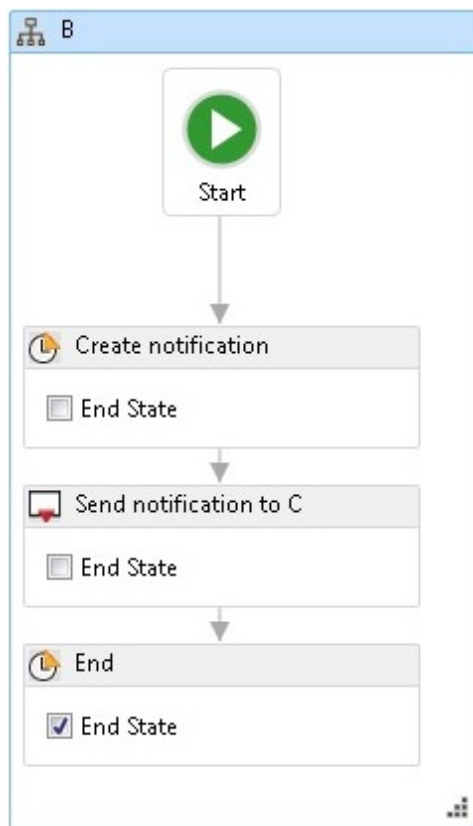 B
Start
Create notification
End State
Send notification to C
End State
End
End State